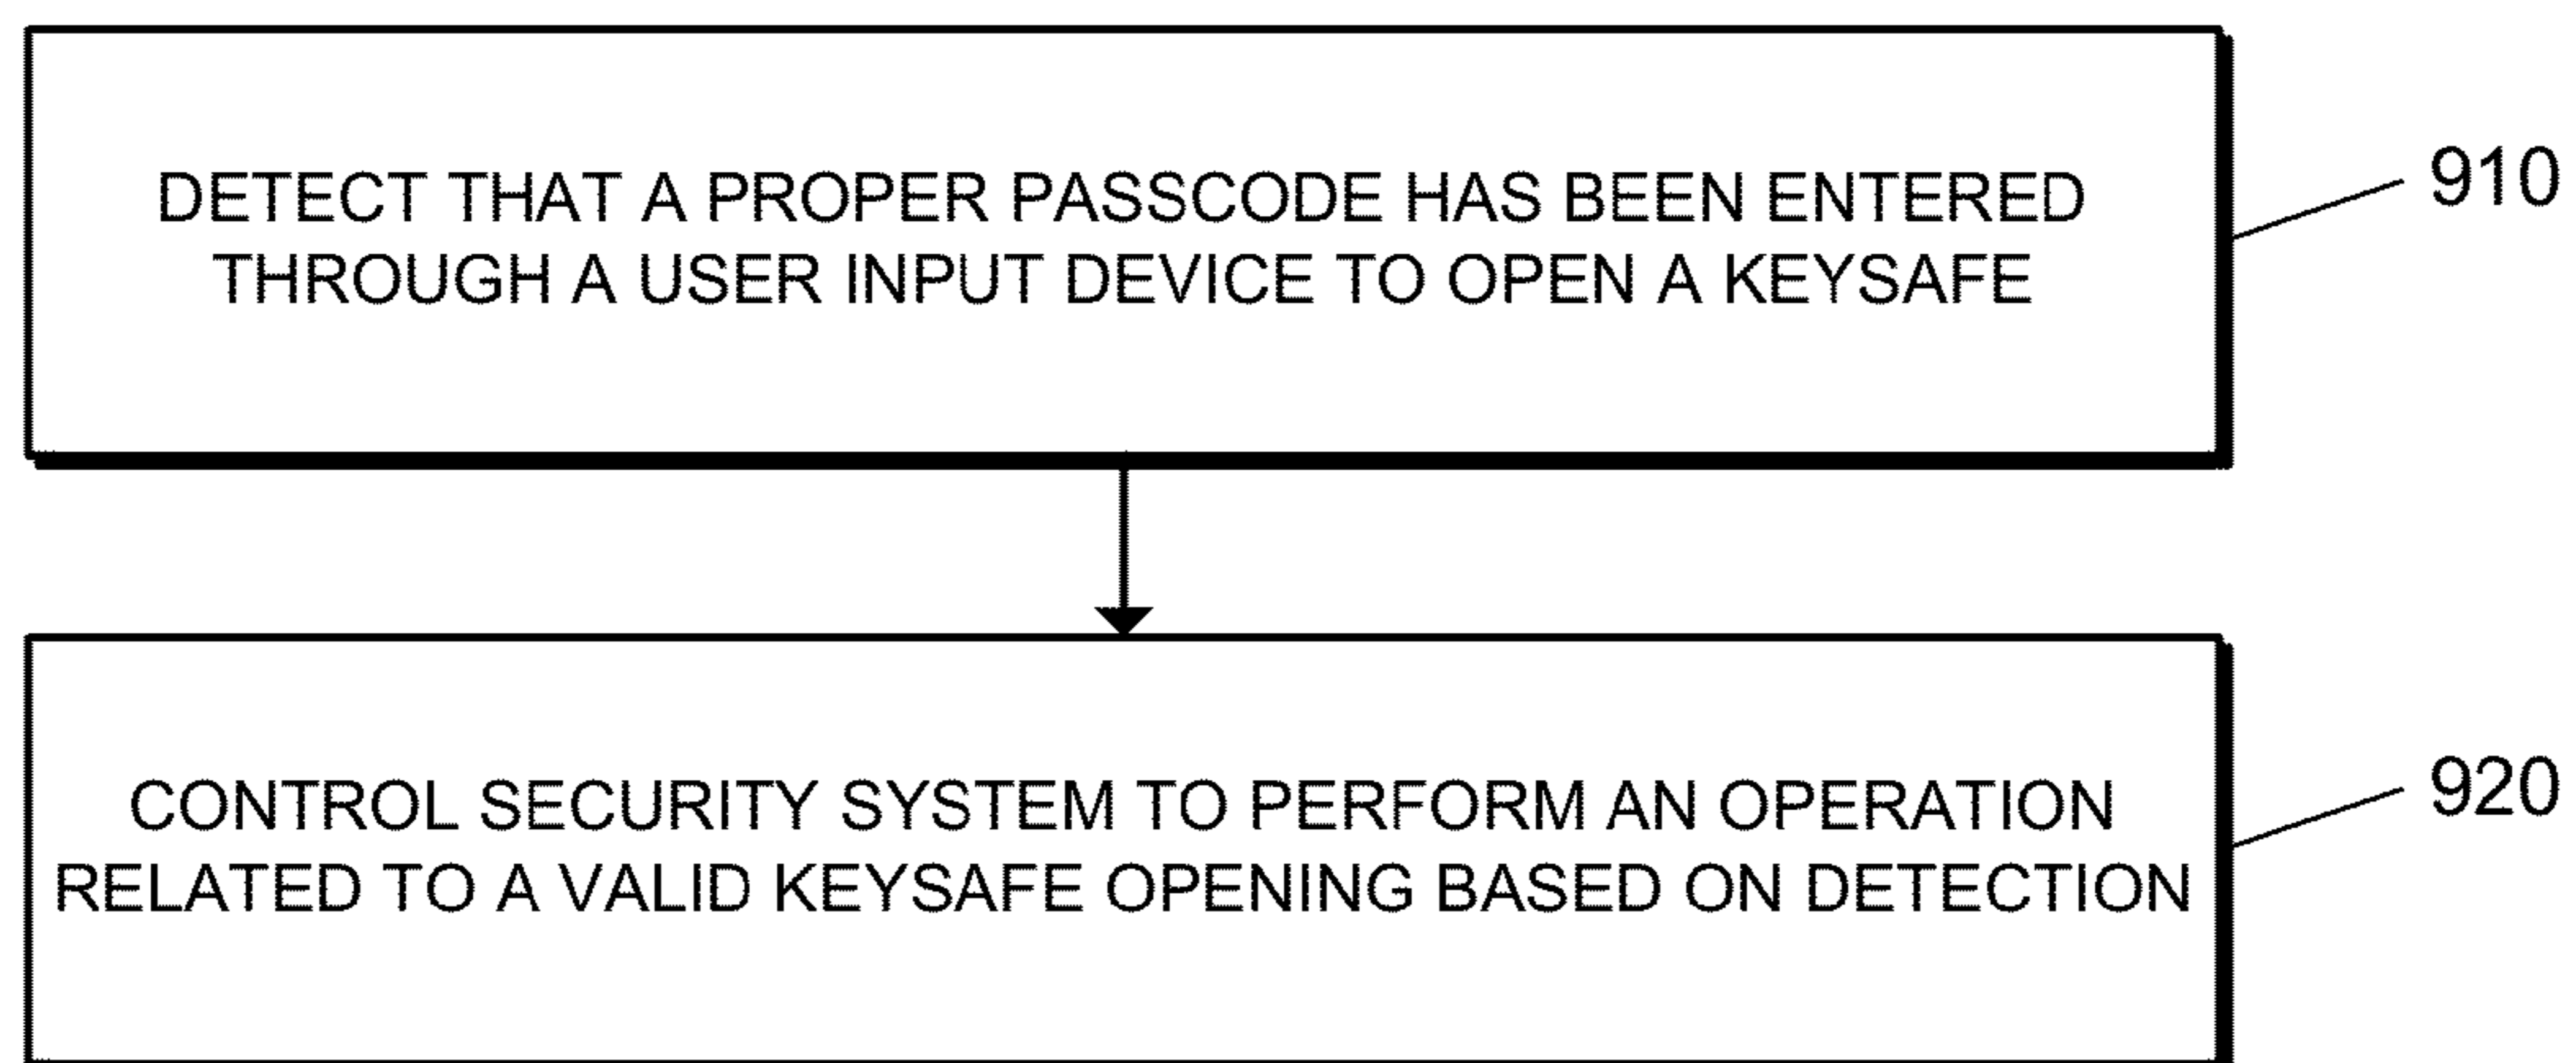 DETECT THAT A PROPER PASSCODE HAS BEEN ENTERED
THROUGH A USER INPUT DEVICE TO OPEN A KEYSAFE
910
CONTROL SECURITY SYSTEM TO PERFORM AN OPERATION
RELATED TO A VALID KEYSAFE OPENING BASED ON DETECTION
920